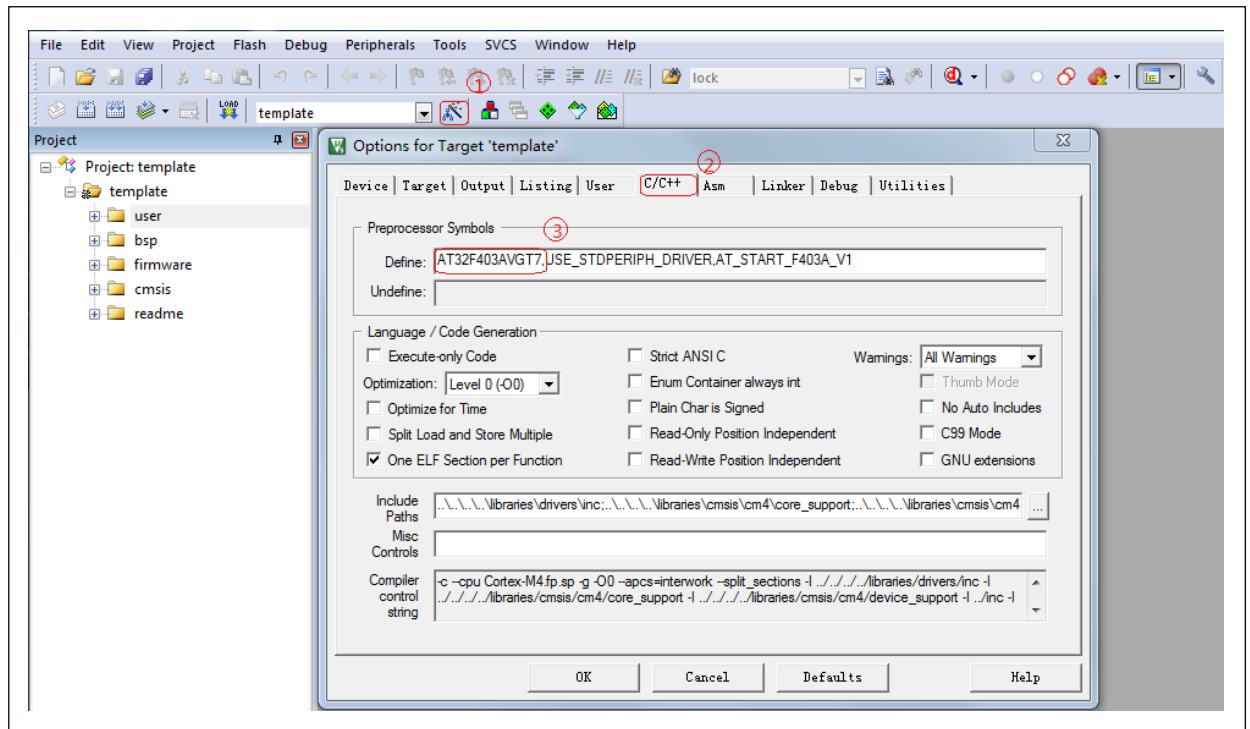 File Edit View Project Flash Debug Peripherals Tools SVCS Window Help
① lock
LOAD template
Project
Options for Target 'template'
Project: template
template
user
bsp
firmware
cmsis
readme
②
Device Target Output Listing User C/C++ Asm Linker Debug Utilities
Preprocessor Symbols ③
Define: AT32F403AVGT7,USE_STDPERIPH_DRIVER,AT_START_F403A_V1
Undefine:
Language / Code Generation
Execute-only Code Strict ANSI C Warnings: All Warnings
Optimization: Level 0 (-O0) Enum Container always int Thumb Mode
Optimize for Time Plain Char is Signed No Auto Includes
Split Load and Store Multiple Read-Only Position Independent C99 Mode
One ELF Section per Function Read-Write Position Independent GNU extensions
Include Paths ..\..\..\..\libraries\drivers\inc;..\..\..\..\libraries\cmsis\cm4\core_support;..\..\..\..\libraries\cmsis\cm4 ...
Misc Controls
Compiler control string -c --cpu Cortex-M4.fp.sp -g -O0 --apcs=interwork --split_sections -I ../../../../libraries/drivers/inc -I
../../../../libraries/cmsis/cm4/core_support -I ../../../../libraries/cmsis/cm4/device_support -I ../inc -I
OK Cancel Defaults Help